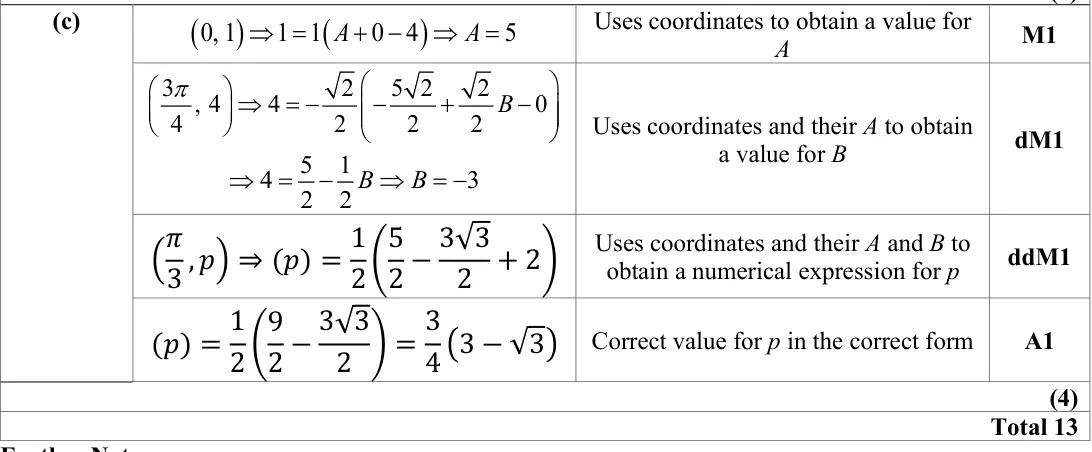 (c)
(0, 1) ⇒ 1 = 1(A + 0 − 4) ⇒ A = 5
Uses coordinates to obtain a value for
A
M1
(3π/4, 4) ⇒ 4 = −√2/2 (−5√2/2 + √2/2 B − 0)
⇒ 4 = 5/2 − 1/2 B ⇒ B = −3
Uses coordinates and their A to obtain
a value for B
dM1
(π/3, p) ⇒ (p) = 1/2 (5/2 − 3√3/2 + 2)
Uses coordinates and their A and B to
obtain a numerical expression for p
ddM1
(p) = 1/2 (9/2 − 3√3/2) = 3/4 (3 − √3)
Correct value for p in the correct form
A1
(4)
Total 13